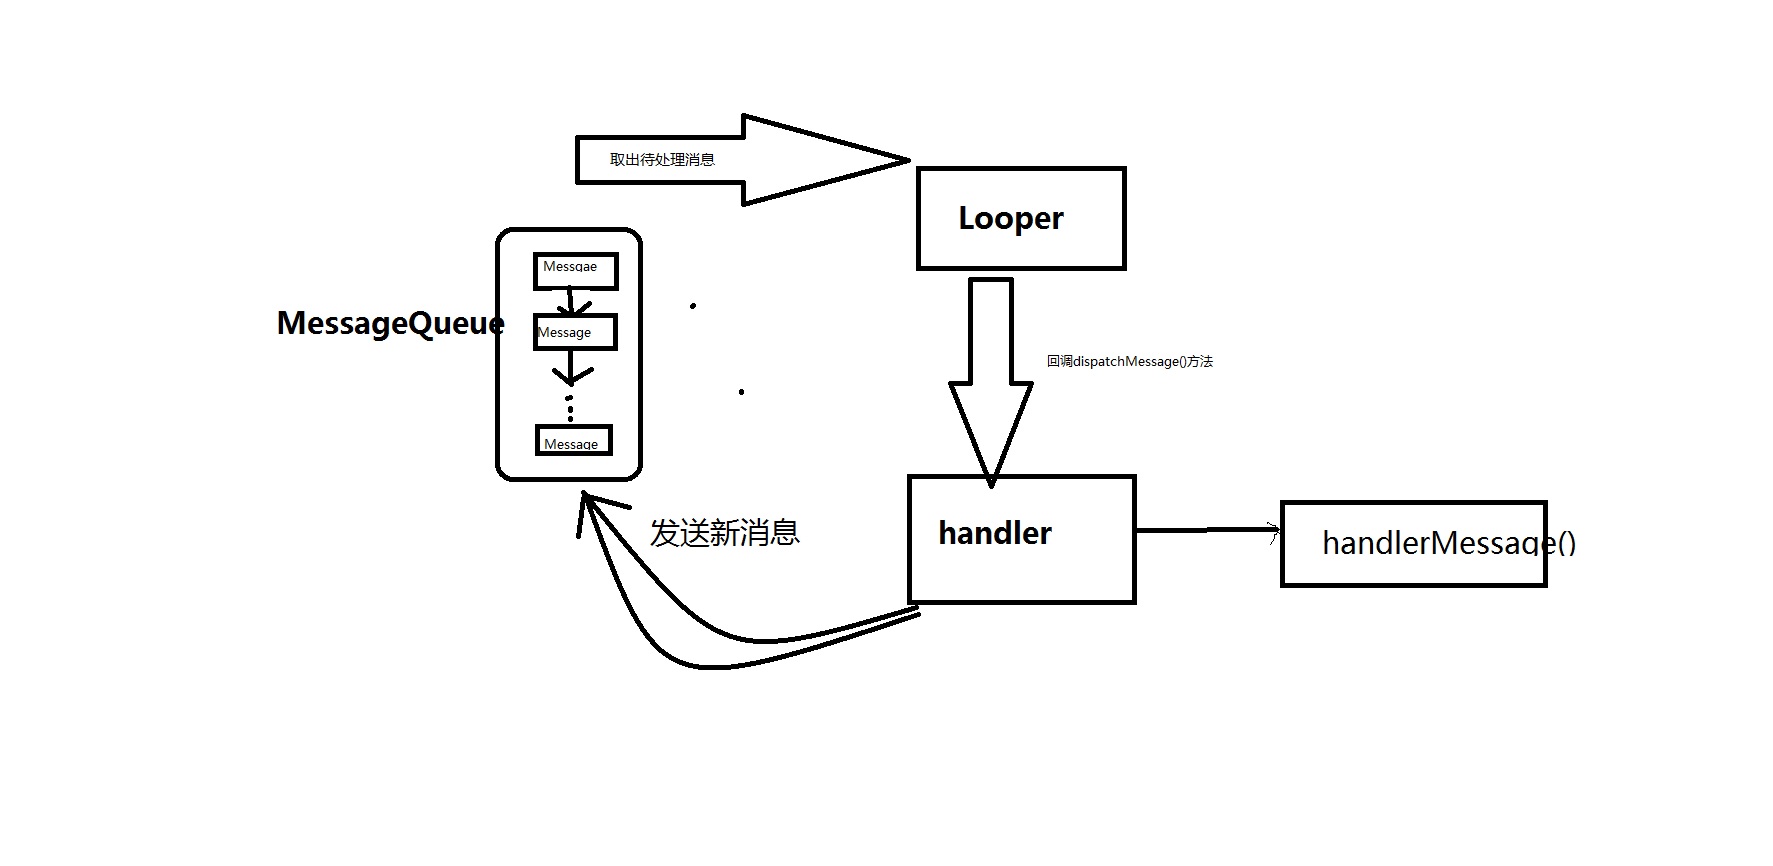 取出待处理消息
Looper
Messgae
MessageQueue
Message
回调dispatchMessage()方法
Message
发送新消息
handler
handlerMessage()